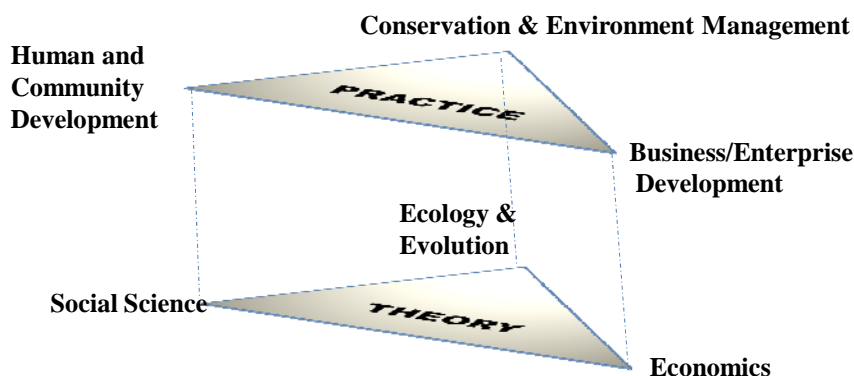 Conservation & Environment Management
Human and
Community
Development
PRACTICE
Business/Enterprise
Development
Ecology &
Evolution
Social Science
THEORY
Economics